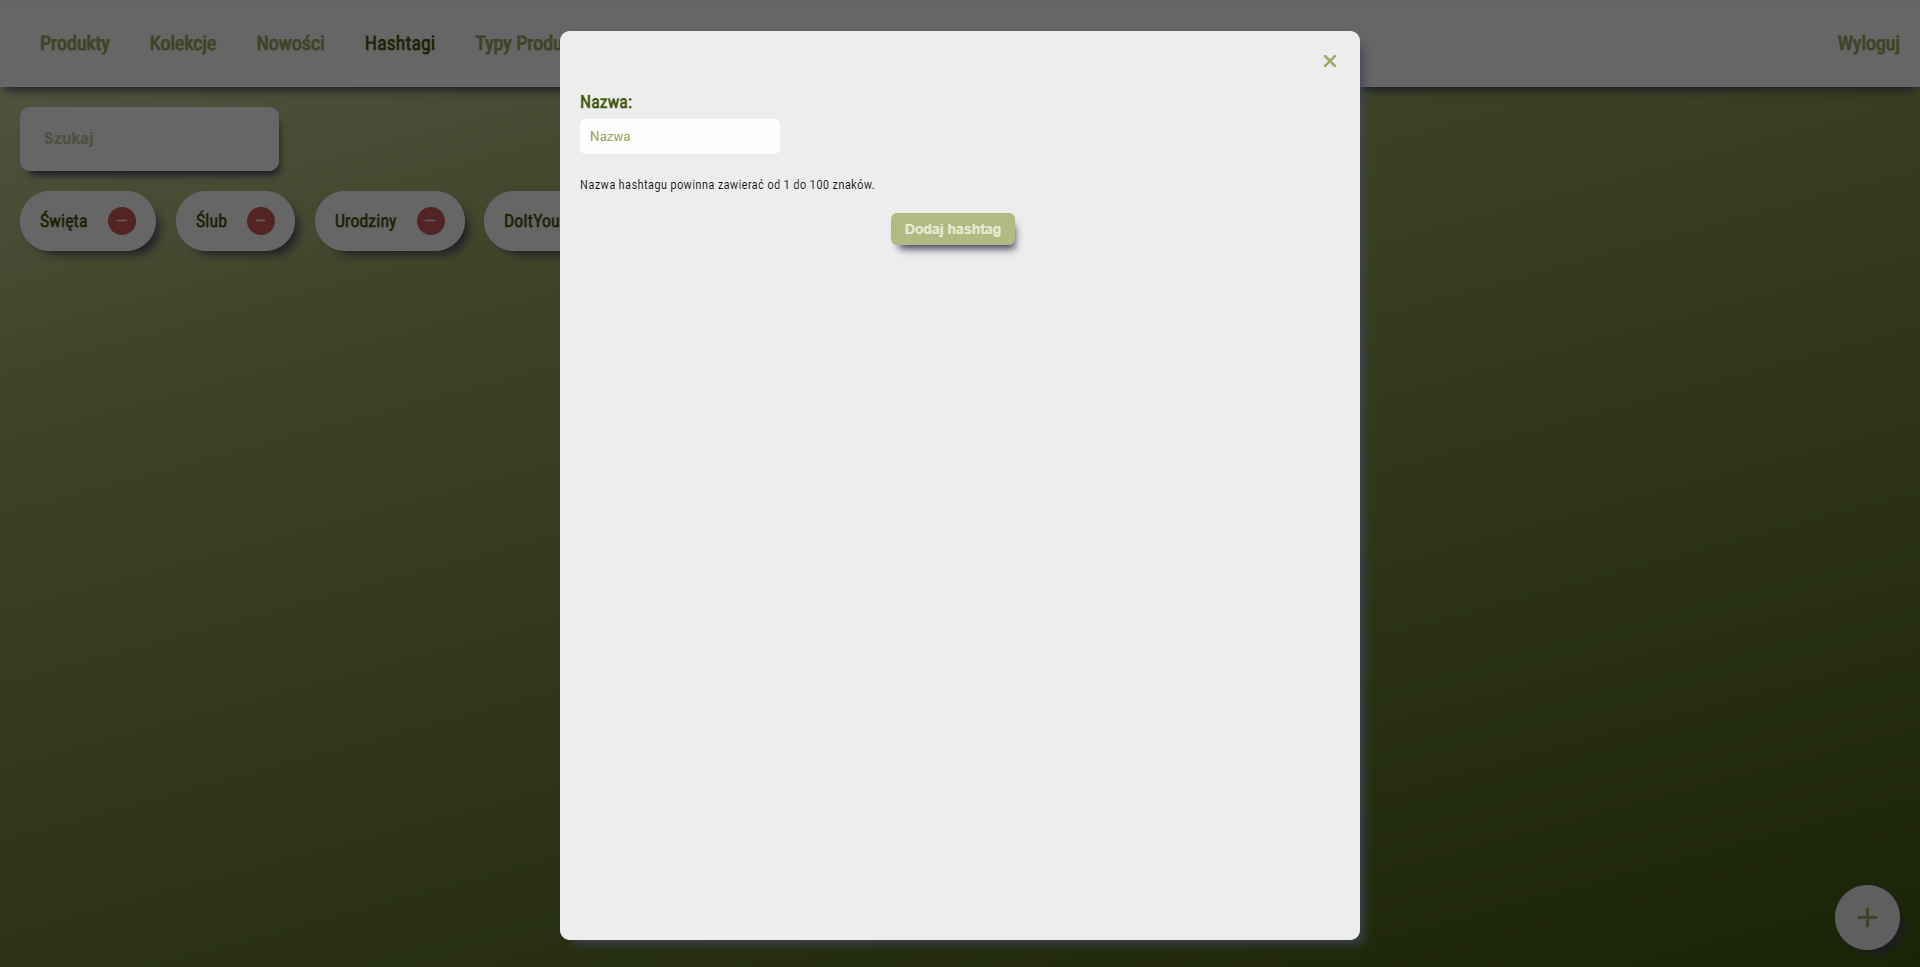 Produkty Kolekcje Nowości Hashtagi Typy Produ Wyloguj
Szukaj
Święta Ślub Urodziny DoItYou
Nazwa:
Nazwa
Nazwa hashtagu powinna zawierać od 1 do 100 znaków.
Dodaj hashtag